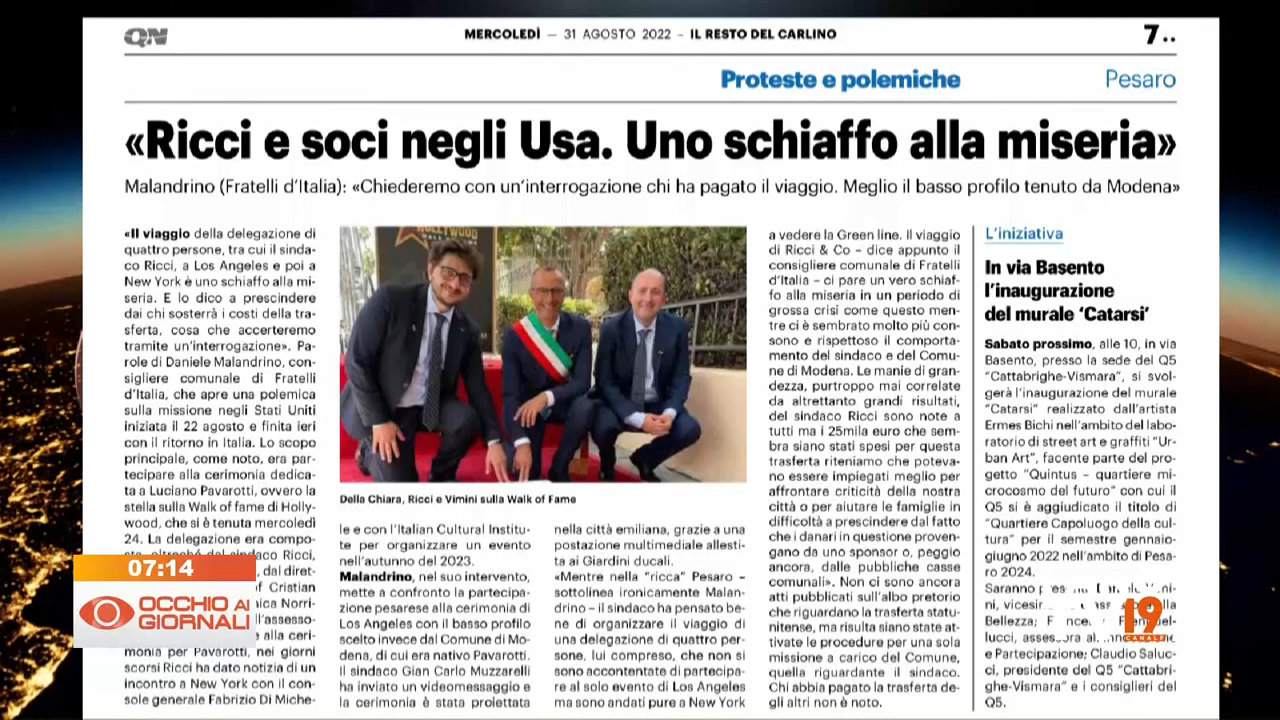 QN
MERCOLEDÌ — 31 AGOSTO 2022 – IL RESTO DEL CARLINO
7 ..
Proteste e polemiche
Pesaro
«Ricci e soci negli Usa. Uno schiaffo alla miseria»
Malandrino (Fratelli d'Italia): «Chiederemo con un'interrogazione chi ha pagato il viaggio. Meglio il basso profilo tenuto da Modena»
«Il viaggio della delegazione di
quattro persone, tra cui il sinda-
co Ricci, a Los Angeles e poi a
New York è uno schiaffo alla mi-
seria. E lo dico a prescindere
dai chi sosterrà i costi della tra-
sferta, cosa che accerteremo
tramite un'interrogazione». Pa-
role di Daniele Malandrino, con-
sigliere comunale di Fratelli
d'Italia, che apre una polemica
sulla missione negli Stati Uniti
iniziata il 22 agosto e finita ieri
con il ritorno in Italia. Lo scopo
principale, come noto, era par-
tecipare alla cerimonia dedica-
ta a Luciano Pavarotti, ovvero la
stella sulla Walk of fame di Holly-
wood, che si è tenuta mercoledì
24. La delegazione era compo-
sta, oltreché dal sindaco Ricci,
dal diret-
of Cristian
nica Norri-
l'assesso-
e alla ceri-
monia per Pavarotti, nei giorni
scorsi Ricci ha dato notizia di un
incontro a New York con il con-
sole generale Fabrizio Di Miche-
HOLLYWOOD
Della Chiara, Ricci e Vimini sulla Walk of Fame
le e con l'Italian Cultural Institu-
te per organizzare un evento
nell'autunno del 2023.
Malandrino, nel suo intervento,
mette a confronto la partecipa-
zione pesarese alla cerimonia di
Los Angeles con il basso profilo
scelto invece dal Comune di Mo-
dena, di cui era nativo Pavarotti.
Il sindaco Gian Carlo Muzzarelli
ha inviato un videomessaggio e
la cerimonia è stata proiettata
nella città emiliana, grazie a una
postazione multimediale allesti-
ta ai Giardini ducali.
«Mentre nella "ricca" Pesaro –
sottolinea ironicamente Malan-
drino – il sindaco ha pensato be-
ne di organizzare il viaggio di
una delegazione di quattro per-
sone, lui compreso, che non si
sono accontentate di partecipa-
re al solo evento di Los Angeles
ma sono andati pure a New York
a vedere la Green line. Il viaggio
di Ricci & Co – dice appunto il
consigliere comunale di Fratelli
d'Italia – ci pare un vero schiaf-
fo alla miseria in un periodo di
grossa crisi come questo men-
tre ci è sembrato molto più con-
sono e rispettoso il comporta-
mento del sindaco e del Comu-
ne di Modena. Le manie di gran-
dezza, purtroppo mai correlate
da altrettanto grandi risultati,
del sindaco Ricci sono note a
tutti ma i 25mila euro che sem-
bra siano stati spesi per questa
trasferta riteniamo che poteva-
no essere impiegati meglio per
affrontare criticità della nostra
città o per aiutare le famiglie in
difficoltà a prescindere dal fatto
che i danari in questione proven-
gano da uno sponsor o, peggio
ancora, dalle pubbliche casse
comunali». Non ci sono ancora
atti pubblicati sull'albo pretorio
che riguardano la trasferta statu-
nitense, ma risulta siano state at-
tivate le procedure per una sola
missione a carico del Comune,
quella riguardante il sindaco.
Chi abbia pagato la trasferta de-
gli altri non è noto.
L'iniziativa
In via Basento
l'inaugurazione
del murale 'Catarsi'
Sabato prossimo, alle 10, in via
Basento, presso la sede del Q5
"Cattabrighe-Vismara", si svol-
gerà l'inaugurazione del murale
"Catarsi" realizzato dall'artista
Ermes Bichi nell'ambito del labo-
ratorio di street art e graffiti "Ur-
ban Art", facente parte del pro-
getto "Quintus – quartiere mi-
crocosmo del futuro" con cui il
Q5 si è aggiudicato il titolo di
"Quartiere Capoluogo della cul-
tura" per il semestre gennaio-
giugno 2022 nell'ambito di Pesa-
ro 2024.
Saranno
ni,
Bellezza;
lucci,
e Partecipazione; Claudio Saluc-
ci, presidente del Q5 "Cattabri-
ghe-Vismara" e i consiglieri del
Q5.
07:14
OCCHIO AI
GIORNALI
19
CANALE